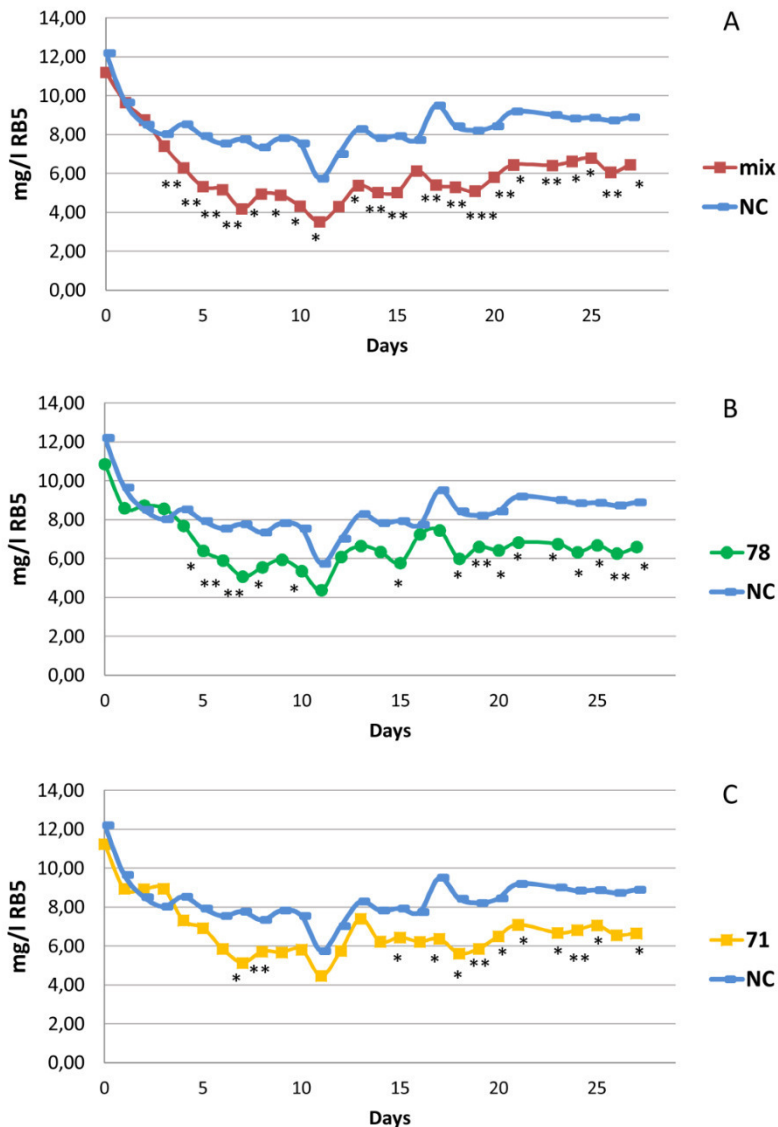 A
14,00
12,00
10,00
8,00
6,00
4,00
2,00
0,00
mg/l RB5
** ** ** ** * * * * * ** ** ** ** *** ** * ** * * ** *
0 5 10 15 20 25
Days
mix
NC
B
14,00
12,00
10,00
8,00
6,00
4,00
2,00
0,00
mg/l RB5
* ** ** * * * * ** * * * * * ** *
0 5 10 15 20 25
Days
78
NC
C
14,00
12,00
10,00
8,00
6,00
4,00
2,00
0,00
mg/l RB5
* ** * * * ** * * * ** * *
0 5 10 15 20 25
Days
71
NC